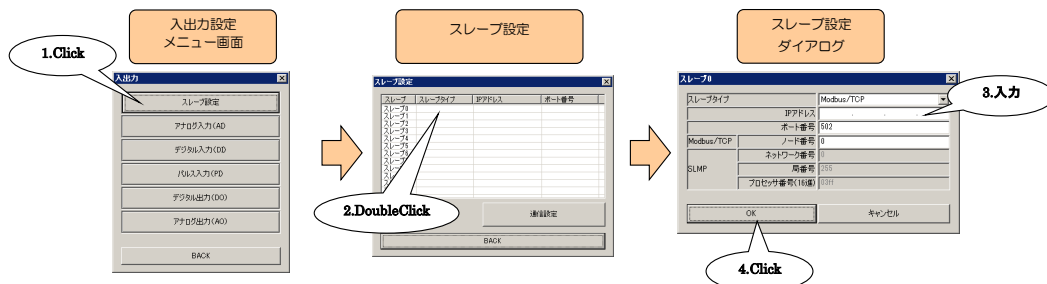 入出力設定
メニュー画面
1.Click
入出力
スレーブ設定
アナログ入力(AD
デジタル入力(DD
パルス入力(PD
デジタル出力(DO)
アナログ出力(AO)
BACK
スレーブ設定
スレーブ設定
スレーブ スレーブタイプ IPアドレス ポート番号
スレーブ0
スレーブ1
スレーブ2
スレーブ3
スレーブ4
スレーブ5
スレーブ6
2.DoubleClick
通信設定
BACK
スレーブ設定
ダイアログ
スレーブ0
3.入力
スレーブタイプ Modbus/TCP
IPアドレス . . .
ポート番号 502
Modbus/TCP ノード番号 0
ネットワーク番号 0
SLMP 局番号 255
プロセッサ番号(16進) 03FF
OK キャンセル
4.Click